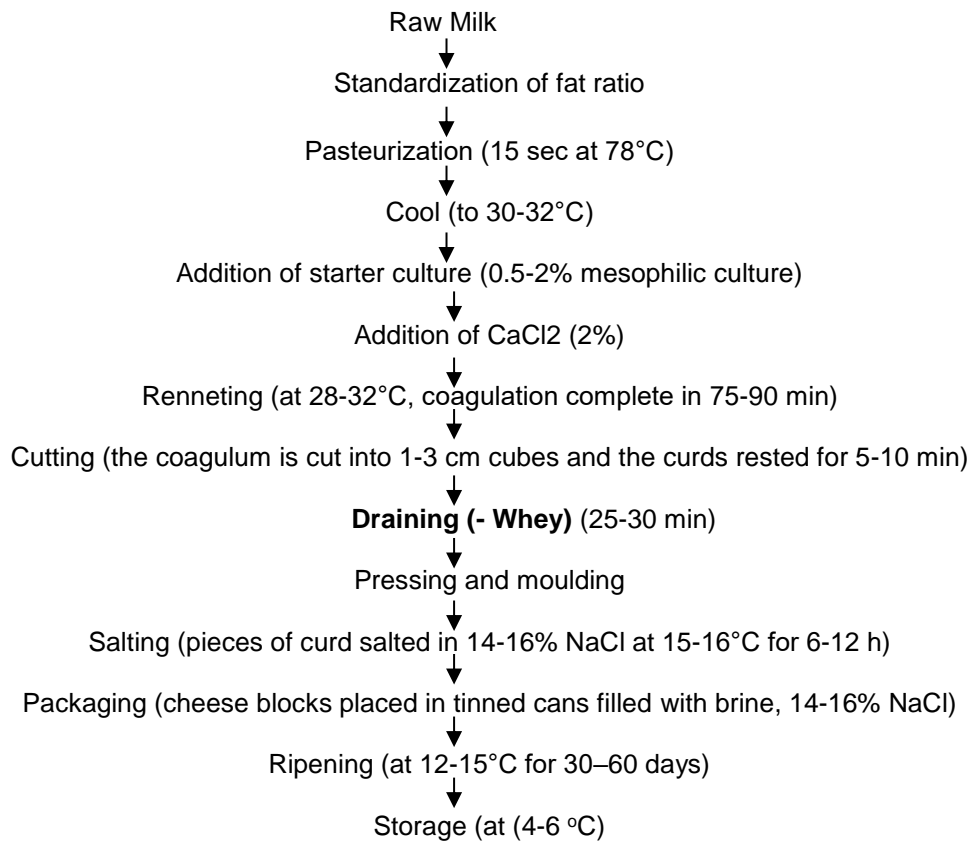 Raw Milk
Standardization of fat ratio
Pasteurization (15 sec at 78°C)
Cool (to 30-32°C)
Addition of starter culture (0.5-2% mesophilic culture)
Addition of CaCl2 (2%)
Renneting (at 28-32°C, coagulation complete in 75-90 min)
Cutting (the coagulum is cut into 1-3 cm cubes and the curds rested for 5-10 min)
Draining (- Whey) (25-30 min)
Pressing and moulding
Salting (pieces of curd salted in 14-16% NaCl at 15-16°C for 6-12 h)
Packaging (cheese blocks placed in tinned cans filled with brine, 14-16% NaCl)
Ripening (at 12-15°C for 30–60 days)
Storage (at (4-6 ᵒC)